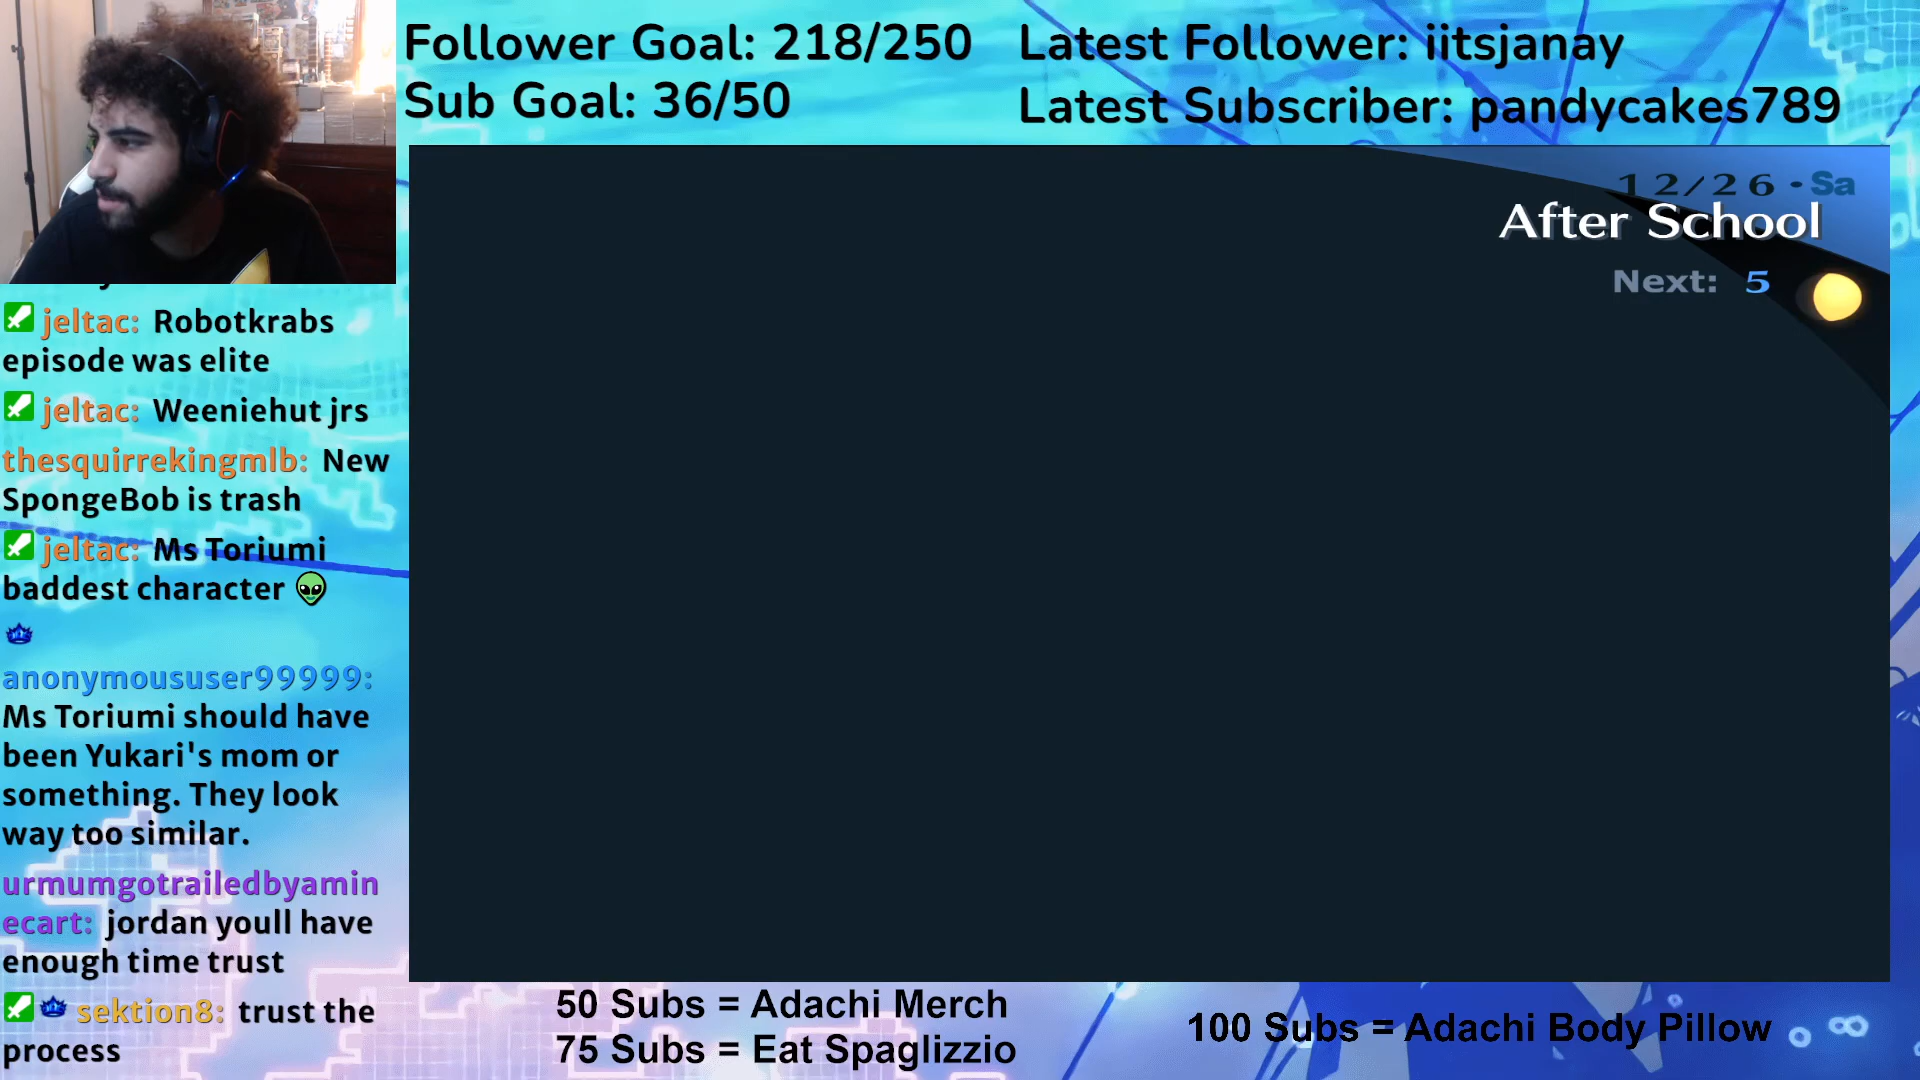 Follower Goal: 218/250
Sub Goal: 36/50
Latest Follower: iitsjanay
Latest Subscriber: pandycakes789
12/26 · Sa
After School
Next: 5
jeltac: Robotkrabs
episode was elite
jeltac: Weeniehut jrs
thesquirrekingmlb: New
SpongeBob is trash
jeltac: Ms Toriumi
baddest character 👽
anonymoususer99999:
Ms Toriumi should have
been Yukari's mom or
something. They look
way too similar.
urmumgotrailedbyamin
ecart: jordan youll have
enough time trust
sektion8: trust the
process
50 Subs = Adachi Merch
75 Subs = Eat Spaglizzio
100 Subs = Adachi Body Pillow